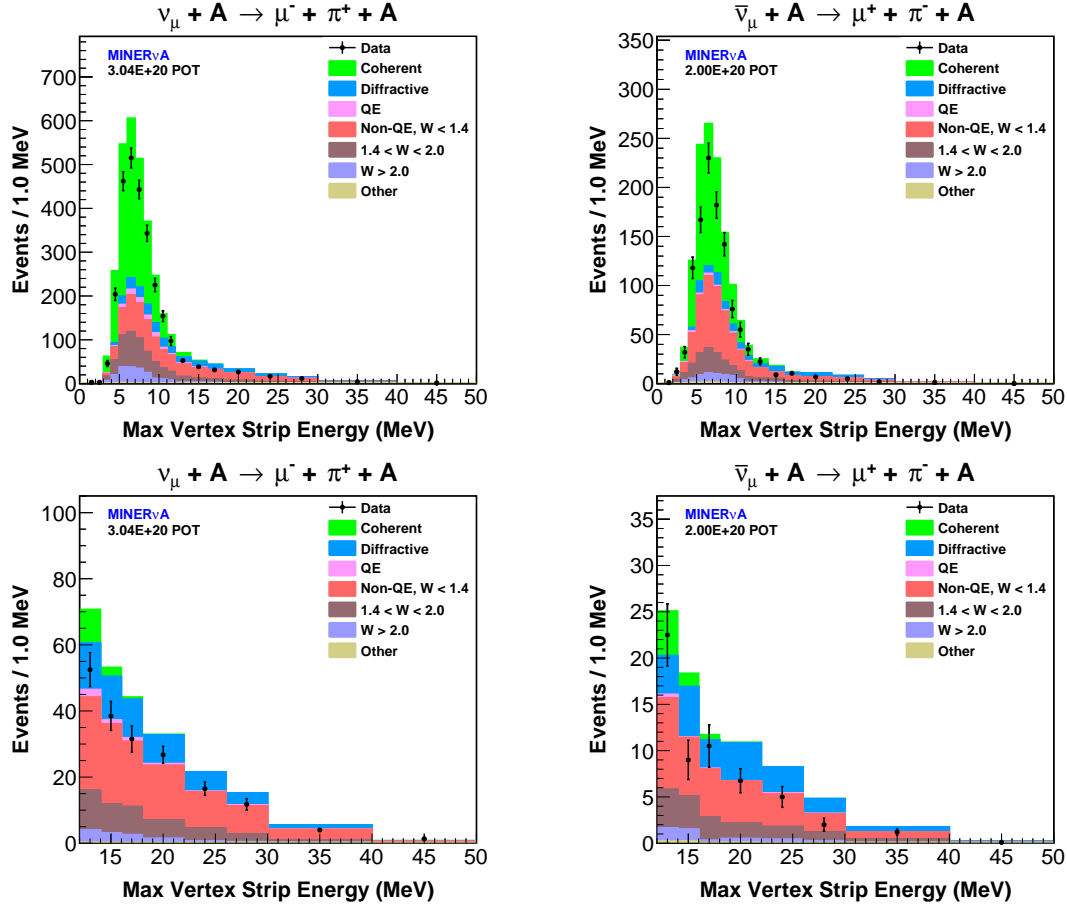 ν_μ + A → μ⁻ + π⁺ + A
MINERνA
3.04E+20 POT
Data
Coherent
Diffractive
QE
Non-QE, W < 1.4
1.4 < W < 2.0
W > 2.0
Other
Events / 1.0 MeV
700
600
500
400
300
200
100
0
0 5 10 15 20 25 30 35 40 45 50
Max Vertex Strip Energy (MeV)
ν̅_μ + A → μ⁺ + π⁻ + A
MINERνA
2.00E+20 POT
Data
Coherent
Diffractive
QE
Non-QE, W < 1.4
1.4 < W < 2.0
W > 2.0
Other
Events / 1.0 MeV
350
300
250
200
150
100
50
0
0 5 10 15 20 25 30 35 40 45 50
Max Vertex Strip Energy (MeV)
ν_μ + A → μ⁻ + π⁺ + A
MINERνA
3.04E+20 POT
Data
Coherent
Diffractive
QE
Non-QE, W < 1.4
1.4 < W < 2.0
W > 2.0
Other
Events / 1.0 MeV
100
80
60
40
20
0
15 20 25 30 35 40 45 50
Max Vertex Strip Energy (MeV)
ν̅_μ + A → μ⁺ + π⁻ + A
MINERνA
2.00E+20 POT
Data
Coherent
Diffractive
QE
Non-QE, W < 1.4
1.4 < W < 2.0
W > 2.0
Other
Events / 1.0 MeV
35
30
25
20
15
10
5
0
15 20 25 30 35 40 45 50
Max Vertex Strip Energy (MeV)